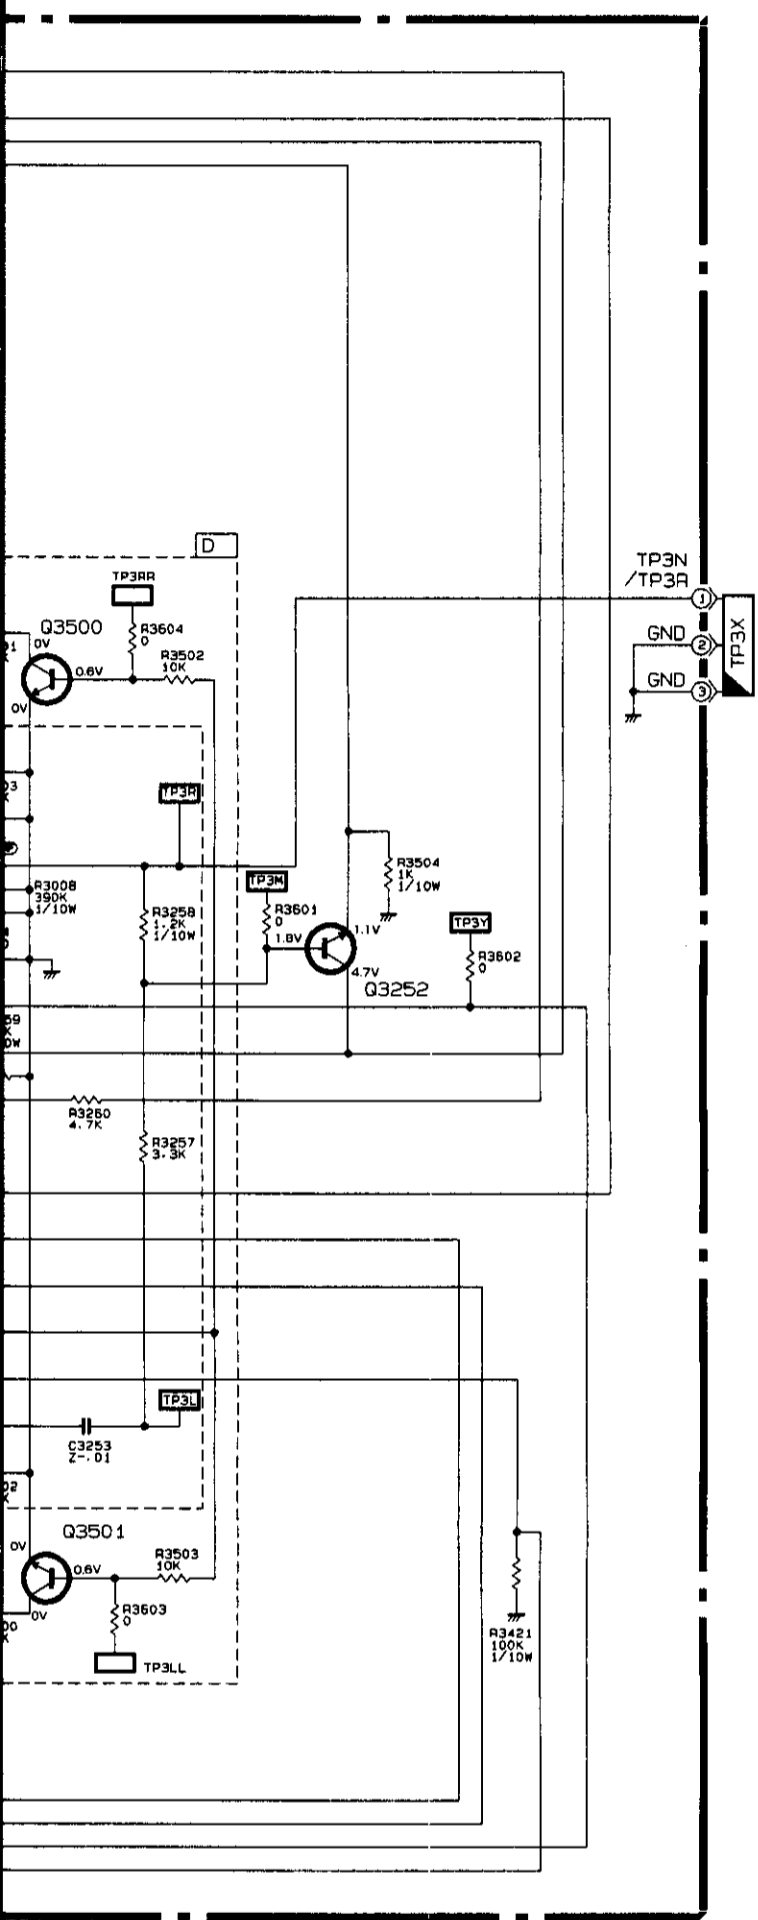 D
TP3N
/TP3R
1
TP3RR
GND
2
TP3X
GND
3
Q3500
0V
R3604
0
R3502
10K
0.6V
0V
TP3R
R3504
1K
1/10W
TP3M
R3008
390K
1/10W
R3258
1.2K
1/10W
R3601
0
1.8V
1.1V
4.7V
Q3252
TP3Y
R3602
0
R3260
4.7K
R3257
3.3K
TP3L
C3253
Z-.01
Q3501
0V
0.6V
R3503
10K
0V
R3603
0
TP3LL
R3421
100K
1/10W